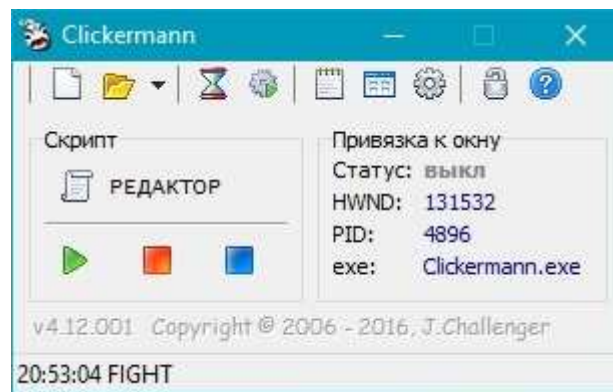 Clickermann
Скрипт
РЕДАКТОР
Привязка к окну
Статус: выкл
HWND: 131532
PID: 4896
exe: Clickermann.exe
v4.12.001 Copyright © 2006 - 2016, J.Challenger
20:53:04 FIGHT